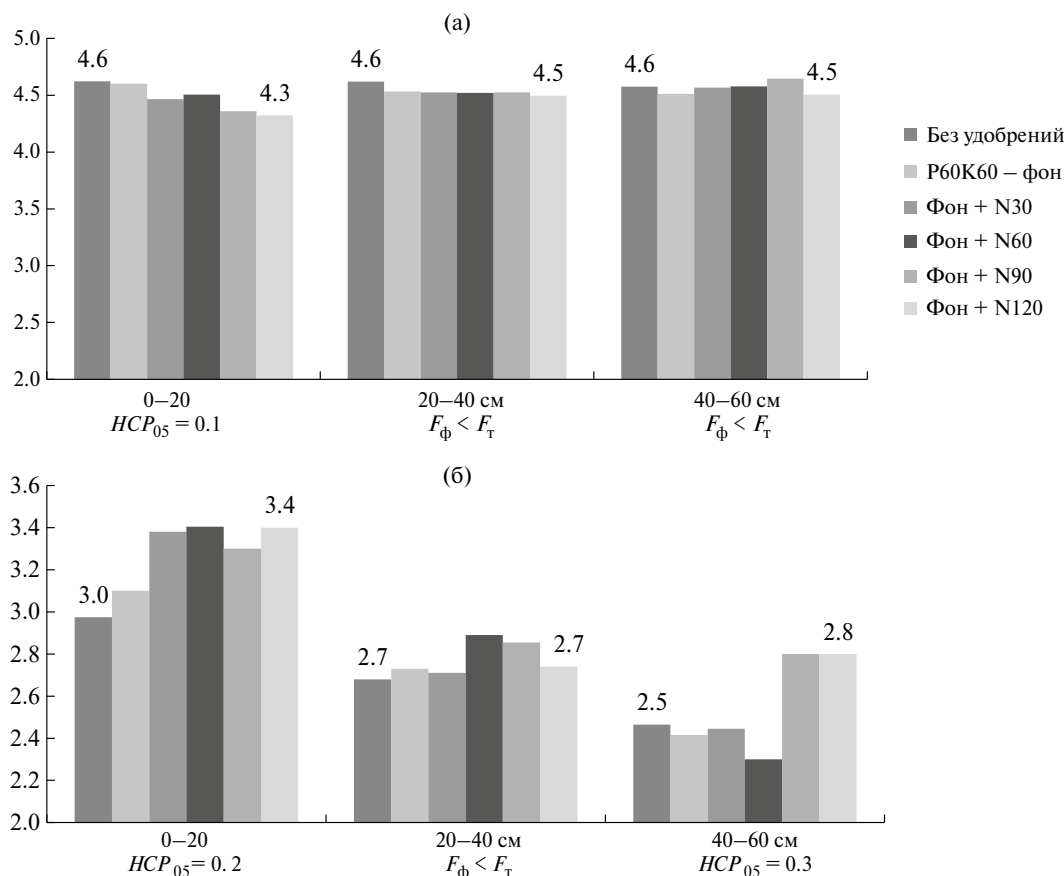 (а)
5.0
4.5
4.0
3.5
3.0
2.5
2.0
4.6
4.3
4.6
4.5
4.6
4.5
0–20
HCP05 = 0.1
20–40 см
Fф < Fт
40–60 см
Fф < Fт
Без удобрений
P60K60 – фон
Фон + N30
Фон + N60
Фон + N90
Фон + N120
(б)
3.6
3.4
3.2
3.0
2.8
2.6
2.4
2.2
2.0
3.0
3.4
2.7
2.7
2.5
2.8
0–20
HCP05 = 0. 2
20–40 см
Fф < Fт
40–60 см
HCP05 = 0.3